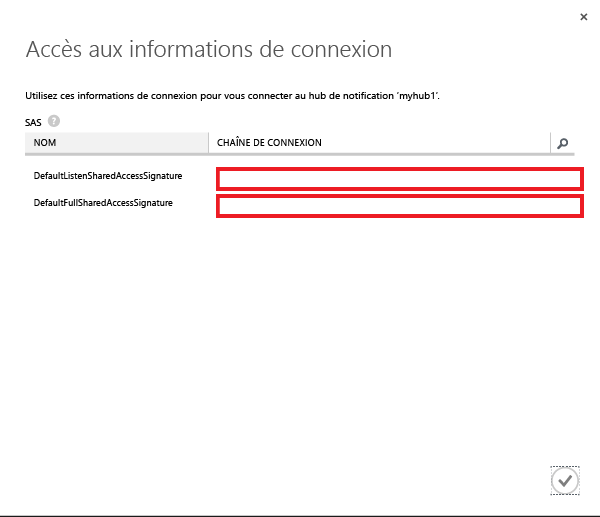 Accès aux informations de connexion
Utilisez ces informations de connexion pour vous connecter au hub de notification 'myhub1'.
SAS ?
NOM CHAÎNE DE CONNEXION
DefaultListenSharedAccessSignature
DefaultFullSharedAccessSignature